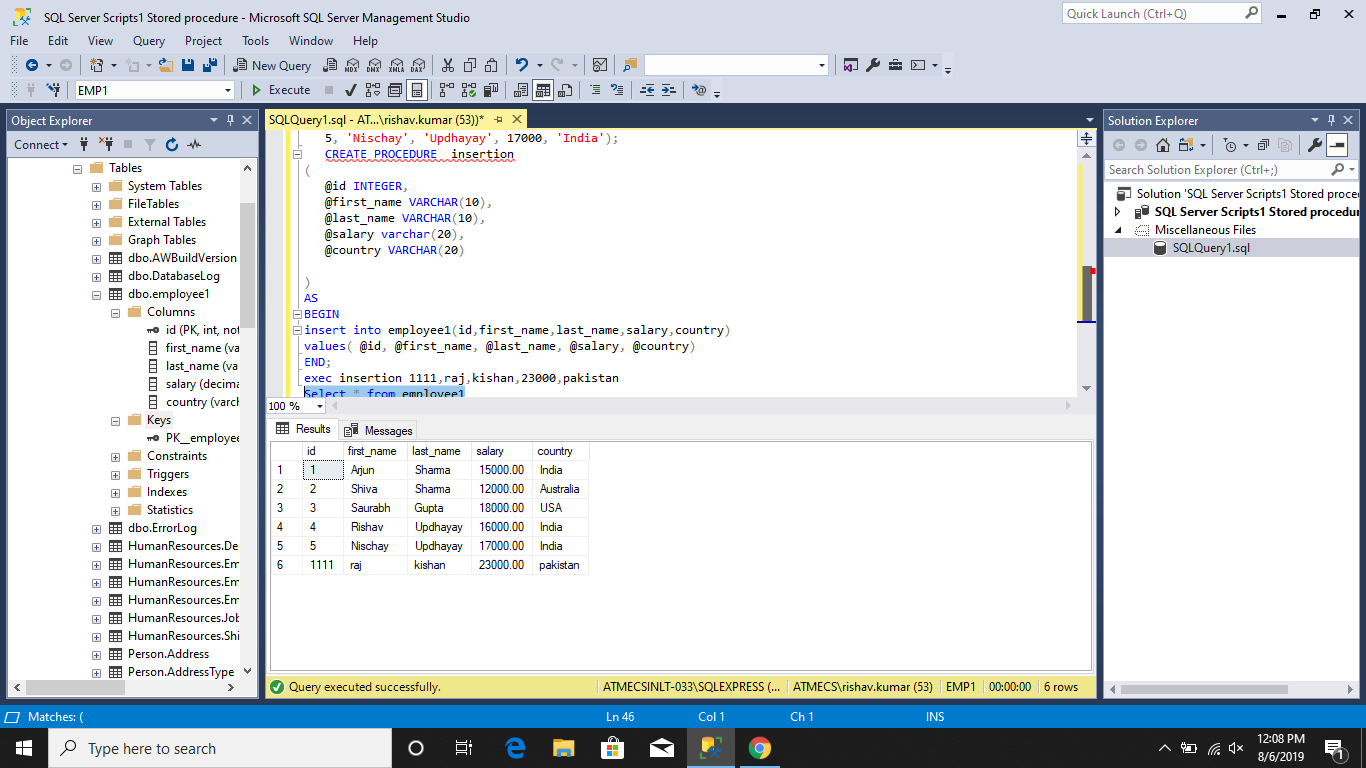 SQL Server Scripts1 Stored procedure - Microsoft SQL Server Management Studio
Quick Launch (Ctrl+Q)
File Edit View Query Project Tools Window Help
New Query
MDX DMX XMLA DAX
EMP1
Execute
Object Explorer
Connect
Tables
System Tables
FileTables
External Tables
Graph Tables
dbo.AWBuildVersion
dbo.DatabaseLog
dbo.employee1
Columns
id (PK, int, not
first_name (va
last_name (va
salary (decima
country (varch
Keys
PK__employee
Constraints
Triggers
Indexes
Statistics
dbo.ErrorLog
HumanResources.De
HumanResources.Em
HumanResources.Em
HumanResources.Em
HumanResources.Job
HumanResources.Shi
Person.Address
Person.AddressType
SQLQuery1.sql - AT...\rishav.kumar (53))*
5, 'Nischay', 'Updhayay', 17000, 'India');
CREATE PROCEDURE  insertion
(
@id INTEGER,
@first_name VARCHAR(10),
@last_name VARCHAR(10),
@salary varchar(20),
@country VARCHAR(20)
)
AS
BEGIN
insert into employee1(id,first_name,last_name,salary,country)
values( @id, @first_name, @last_name, @salary, @country)
END;
exec insertion 1111,raj,kishan,23000,pakistan
Select * from employee1
100 %
Results Messages
id first_name last_name salary country
1 1 Arjun Sharma 15000.00 India
2 2 Shiva Sharma 12000.00 Australia
3 3 Saurabh Gupta 18000.00 USA
4 4 Rishav Updhayay 16000.00 India
5 5 Nischay Updhayay 17000.00 India
6 1111 raj kishan 23000.00 pakistan
Query executed successfully.
ATMECSINLT-033\SQLEXPRESS (... ATMECS\rishav.kumar (53) EMP1 00:00:00 6 rows
Solution Explorer
Search Solution Explorer (Ctrl+;)
Solution 'SQL Server Scripts1 Stored proce
SQL Server Scripts1 Stored procedur
Miscellaneous Files
SQLQuery1.sql
Matches: (
Ln 46 Col 1 Ch 1 INS
Type here to search
12:08 PM
8/6/2019
1